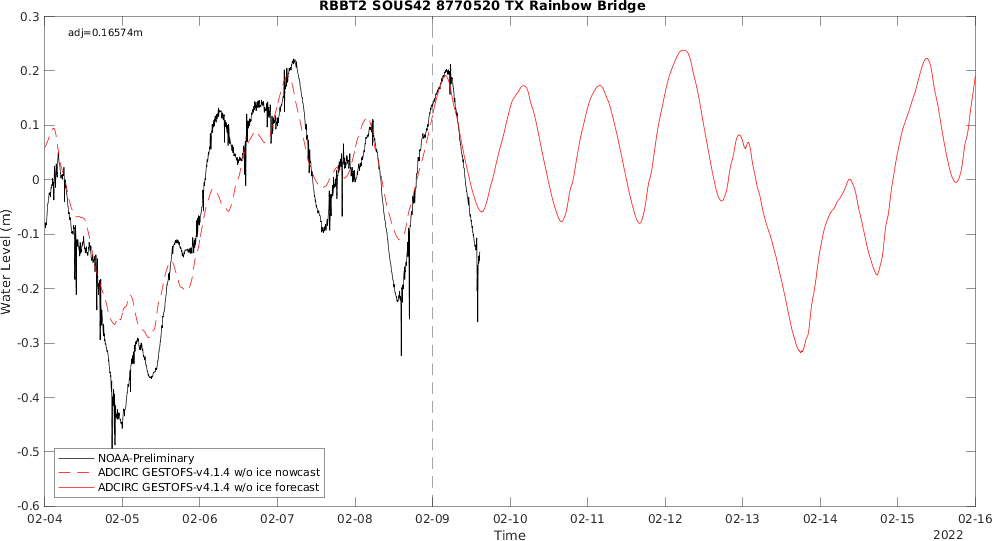 RBBT2 SOUS42 8770520 TX Rainbow Bridge
adj=0.16574m
0.3
0.2
0.1
0
-0.1
-0.2
-0.3
-0.4
-0.5
-0.6
Water Level (m)
NOAA-Preliminary
ADCIRC GESTOFS-v4.1.4 w/o ice nowcast
ADCIRC GESTOFS-v4.1.4 w/o ice forecast
02-04 02-05 02-06 02-07 02-08 02-09 02-10 02-11 02-12 02-13 02-14 02-15 02-16
Time
2022